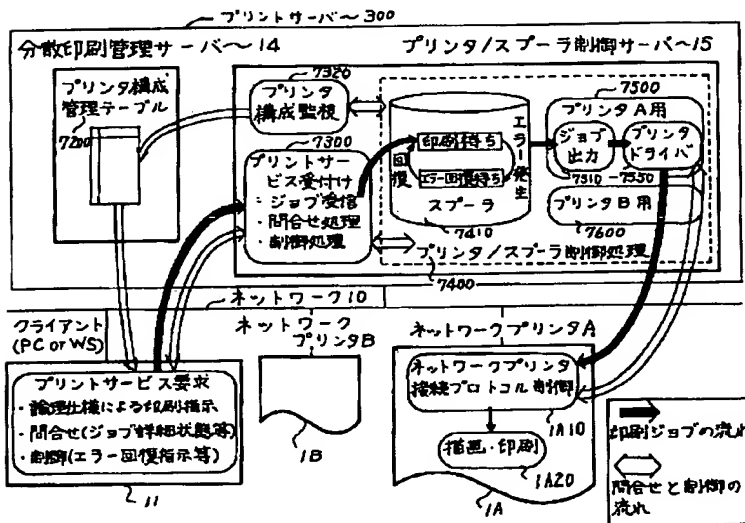 プリントサーバ～300
分散印刷管理サーバ～14
プリンタ/スプーラ制御サーバ～15
プリンタ構成
管理テーブル
7200
7320
プリンタ
構成監視
7300
プリントサー
ビス受付け
・ジョブ受信
・問合せ処理
・制御処理
印刷待ち
回復
エラー回復待ち
スプーラ
7410
エラー発生
7500
プリンタA用
ジョブ
出力
プリンタ
ドライバ
7510
7550
プリンタB用
7600
プリンタ/スプーラ制御処理
7400
ネットワーク10
クライアント
(PC or WS)
プリントサービス要求
・論理仕様による印刷指示
・問合せ(ジョブ詳細状態等)
・制御(エラー回復指示等)
11
ネットワーク
プリンタB
1B
ネットワークプリンタA
ネットワークプリンタ
接続プロトコル制御
1A10
描画・印刷
1A20
1A
印刷ジョブの流れ
問合せと制御の
流れ